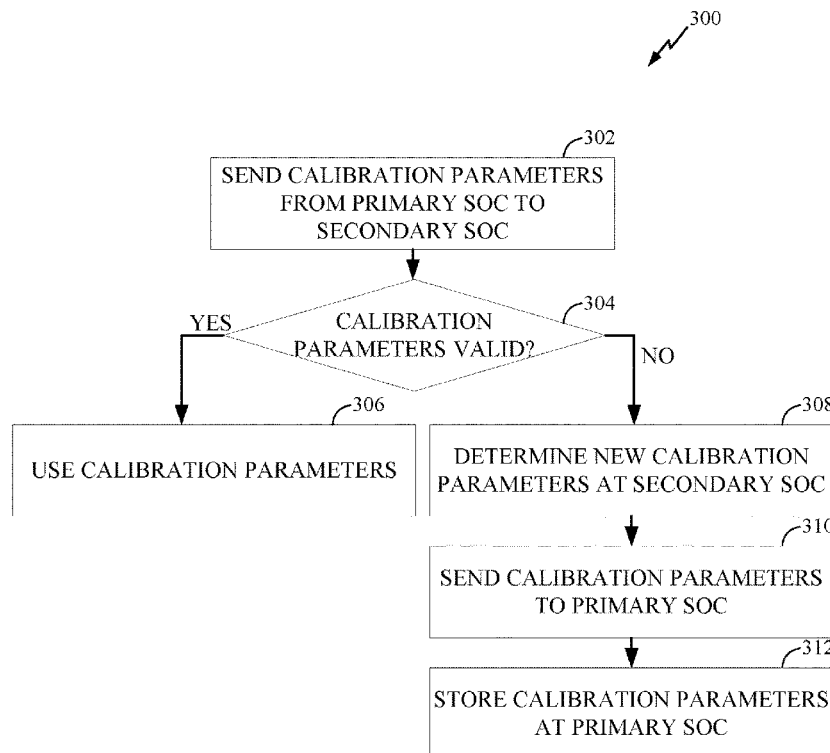 300
302
SEND CALIBRATION PARAMETERS
FROM PRIMARY SOC TO
SECONDARY SOC
304
YES
CALIBRATION
PARAMETERS VALID?
NO
306
USE CALIBRATION PARAMETERS
308
DETERMINE NEW CALIBRATION
PARAMETERS AT SECONDARY SOC
310
SEND CALIBRATION PARAMETERS
TO PRIMARY SOC
312
STORE CALIBRATION PARAMETERS
AT PRIMARY SOC